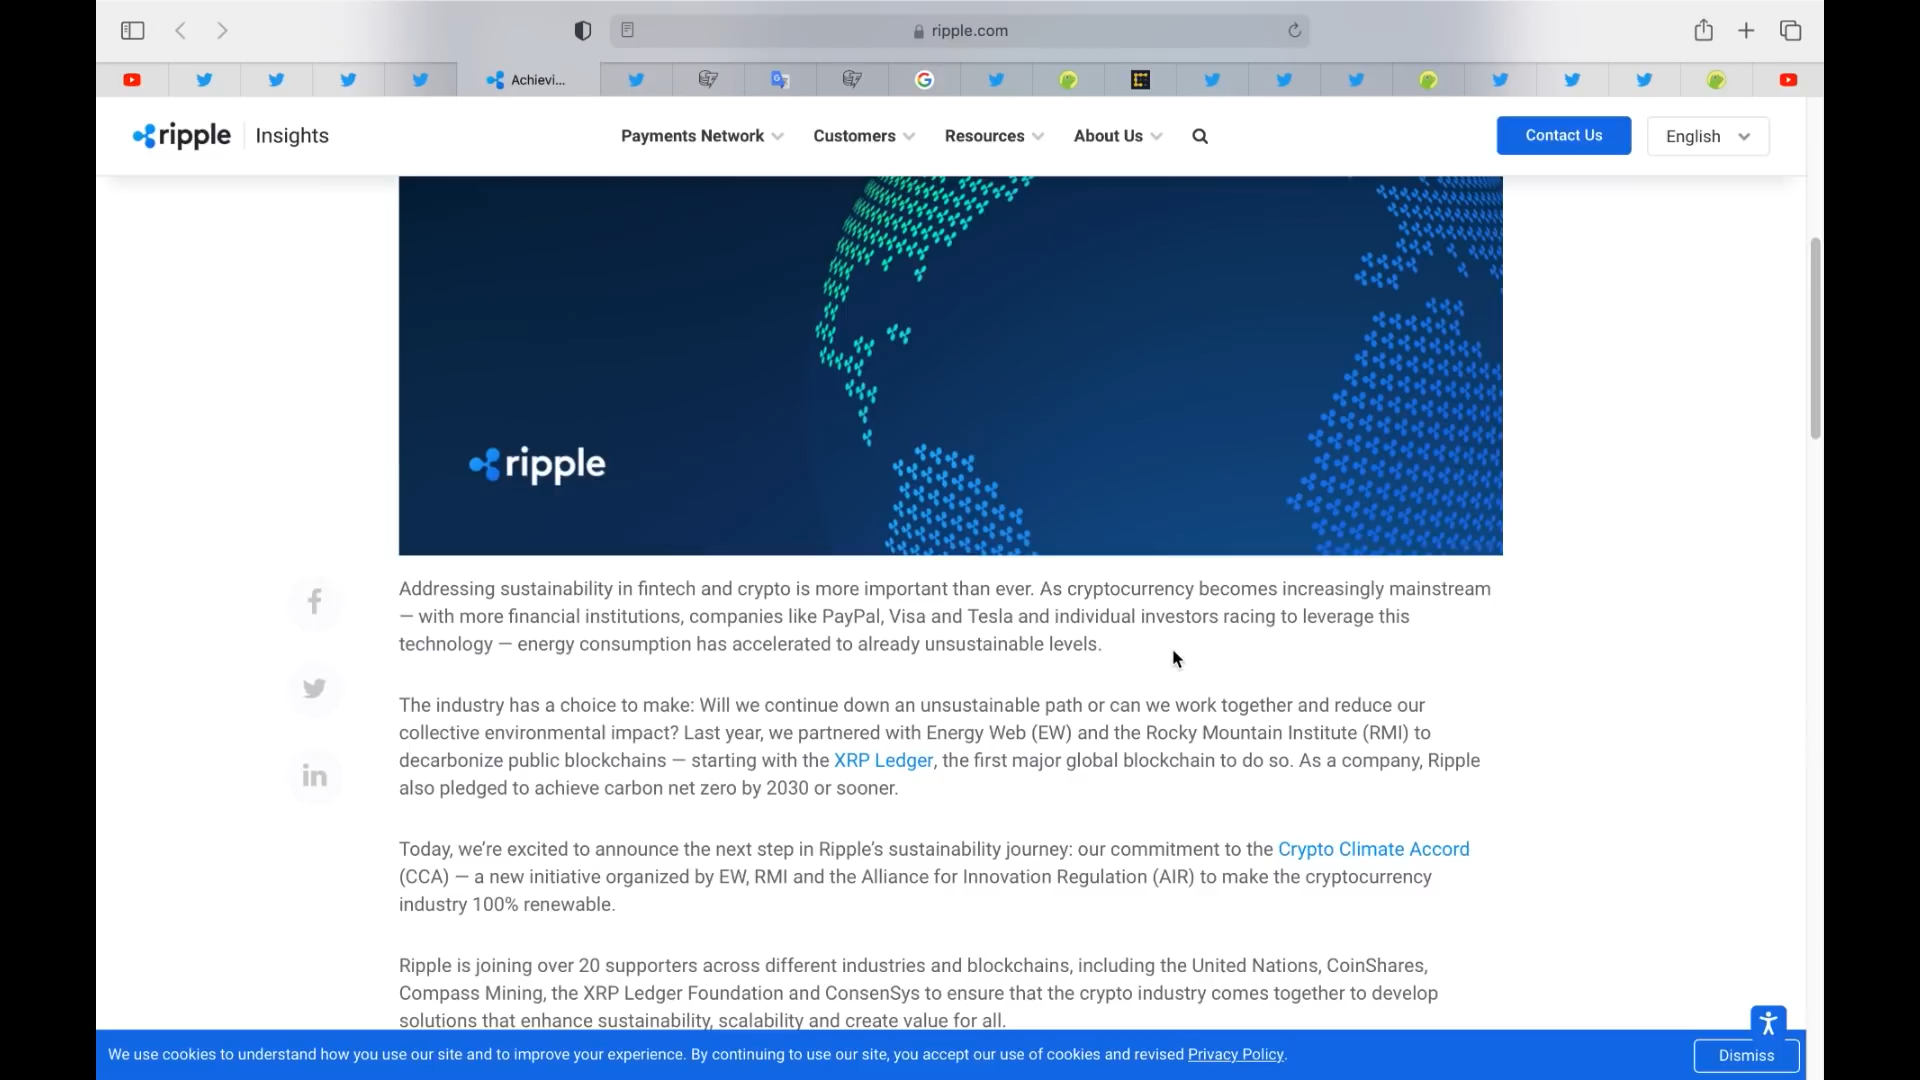 ripple.com
Achievi...
ripple Insights
Payments Network
Customers
Resources
About Us
Contact Us
English
ripple
Addressing sustainability in fintech and crypto is more important than ever. As cryptocurrency becomes increasingly mainstream
— with more financial institutions, companies like PayPal, Visa and Tesla and individual investors racing to leverage this
technology — energy consumption has accelerated to already unsustainable levels.
The industry has a choice to make: Will we continue down an unsustainable path or can we work together and reduce our
collective environmental impact? Last year, we partnered with Energy Web (EW) and the Rocky Mountain Institute (RMI) to
decarbonize public blockchains — starting with the XRP Ledger, the first major global blockchain to do so. As a company, Ripple
also pledged to achieve carbon net zero by 2030 or sooner.
Today, we're excited to announce the next step in Ripple's sustainability journey: our commitment to the Crypto Climate Accord
(CCA) — a new initiative organized by EW, RMI and the Alliance for Innovation Regulation (AIR) to make the cryptocurrency
industry 100% renewable.
Ripple is joining over 20 supporters across different industries and blockchains, including the United Nations, CoinShares,
Compass Mining, the XRP Ledger Foundation and ConsenSys to ensure that the crypto industry comes together to develop
solutions that enhance sustainability, scalability and create value for all.
We use cookies to understand how you use our site and to improve your experience. By continuing to use our site, you accept our use of cookies and revised Privacy Policy.
Dismiss